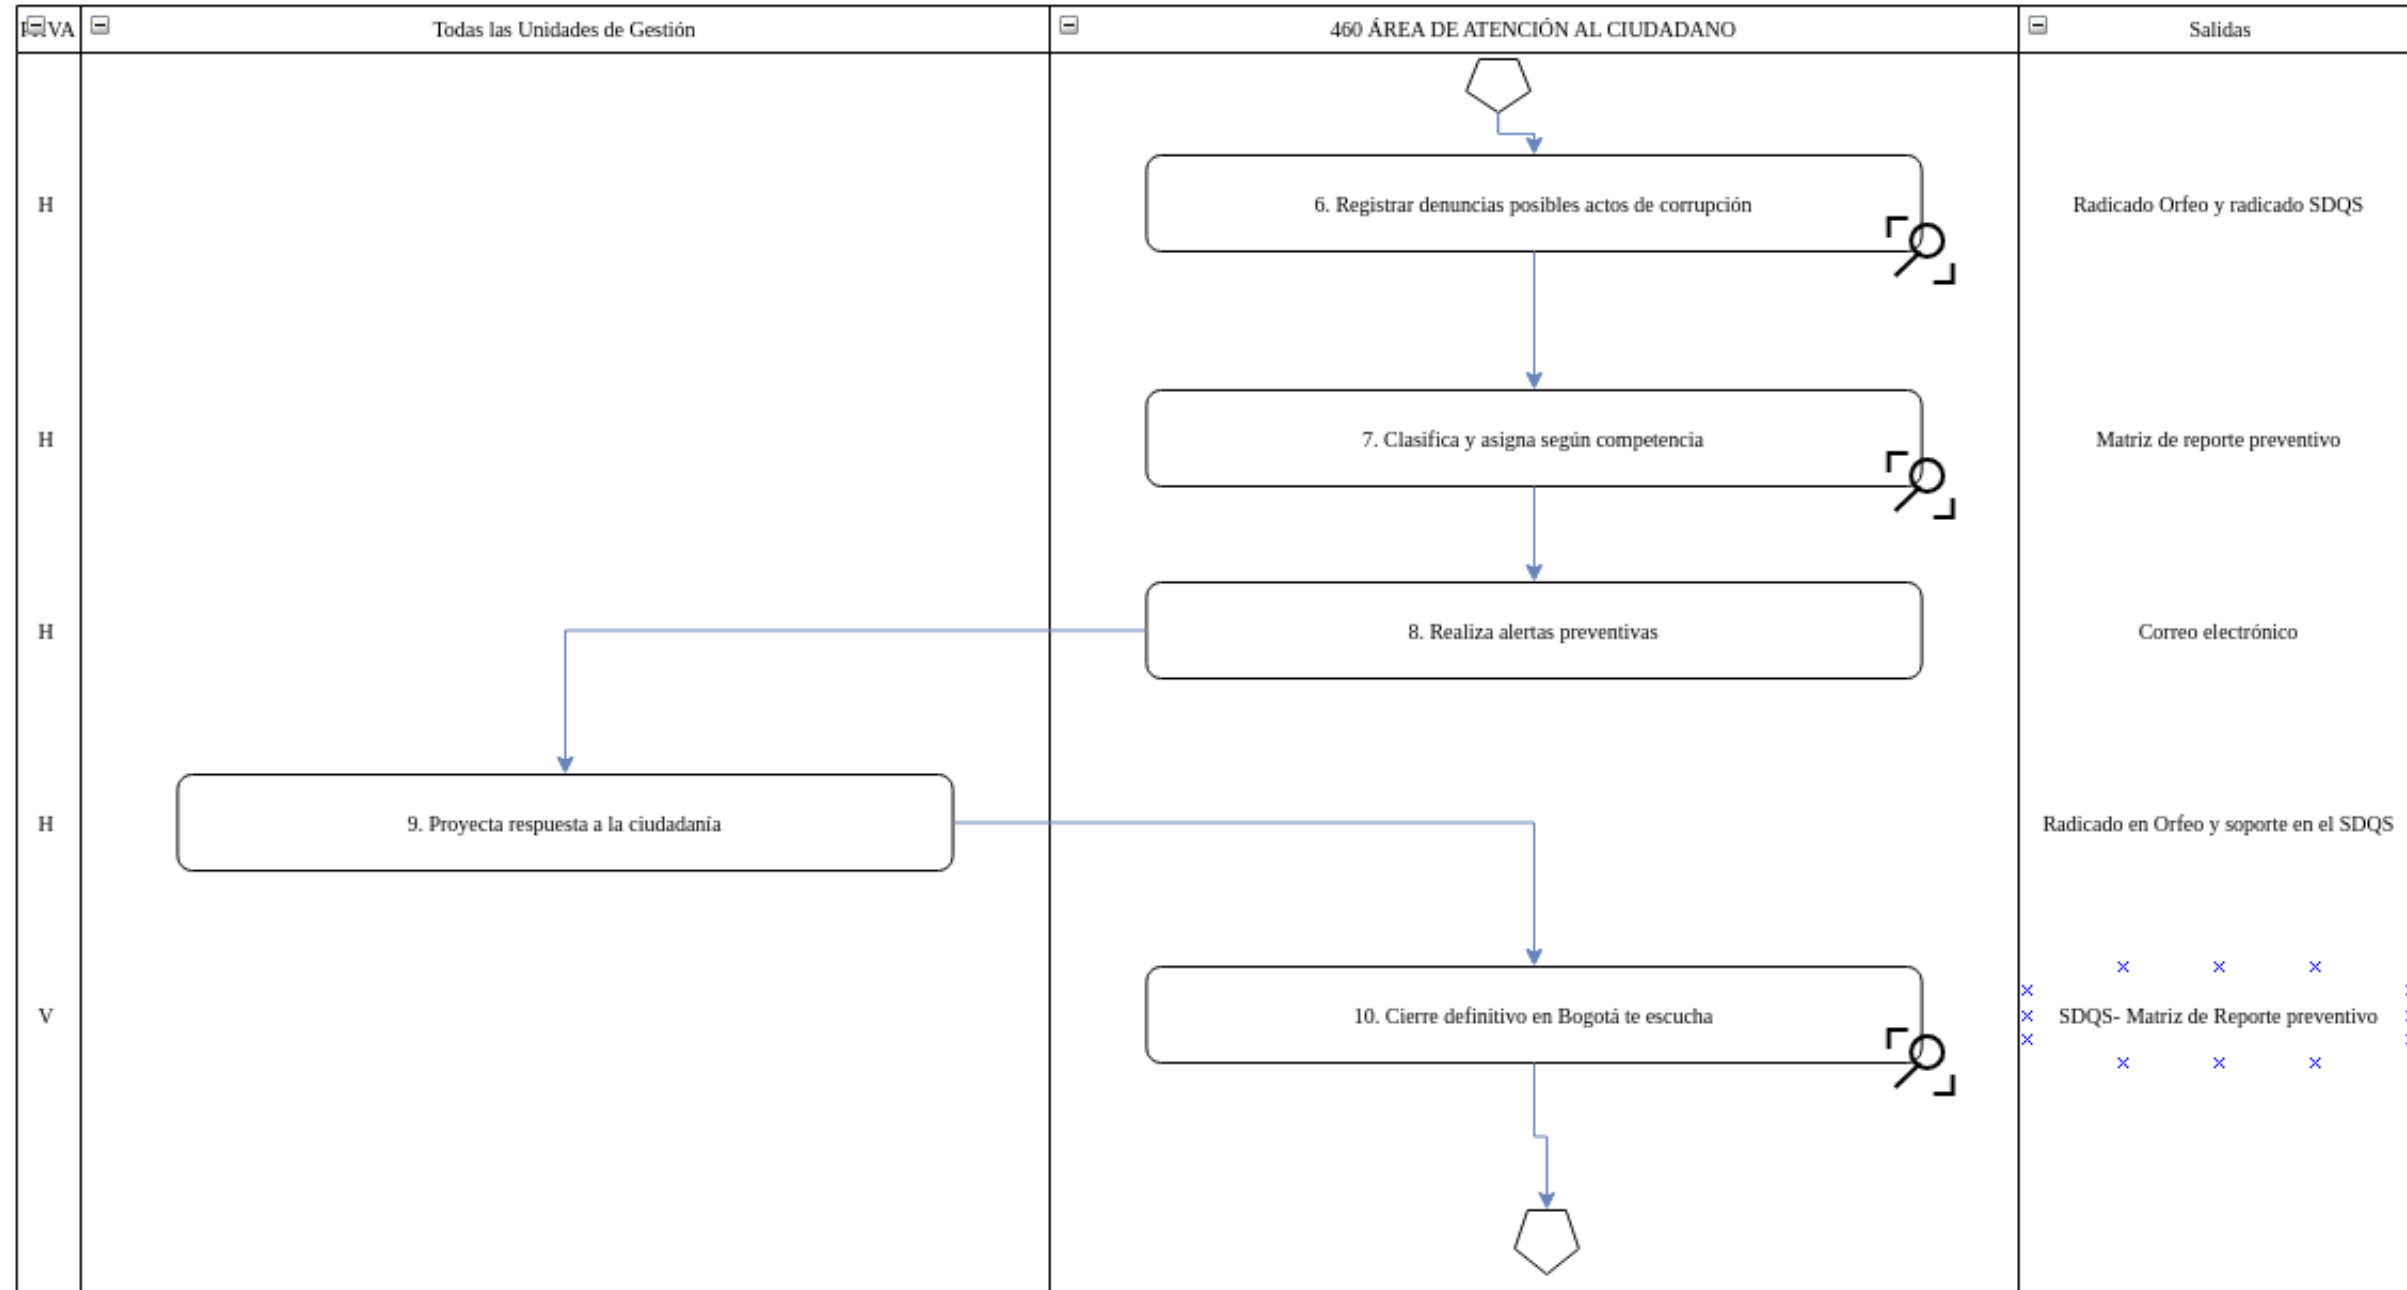 VA
Todas las Unidades de Gestión
460 ÁREA DE ATENCIÓN AL CIUDADANO
Salidas
H
6. Registrar denuncias posibles actos de corrupción
Radicado Orfeo y radicado SDQS
H
7. Clasifica y asigna según competencia
Matriz de reporte preventivo
H
8. Realiza alertas preventivas
Correo electrónico
H
9. Proyecta respuesta a la ciudadanía
Radicado en Orfeo y soporte en el SDQS
V
10. Cierre definitivo en Bogotá te escucha
SDQS- Matriz de Reporte preventivo